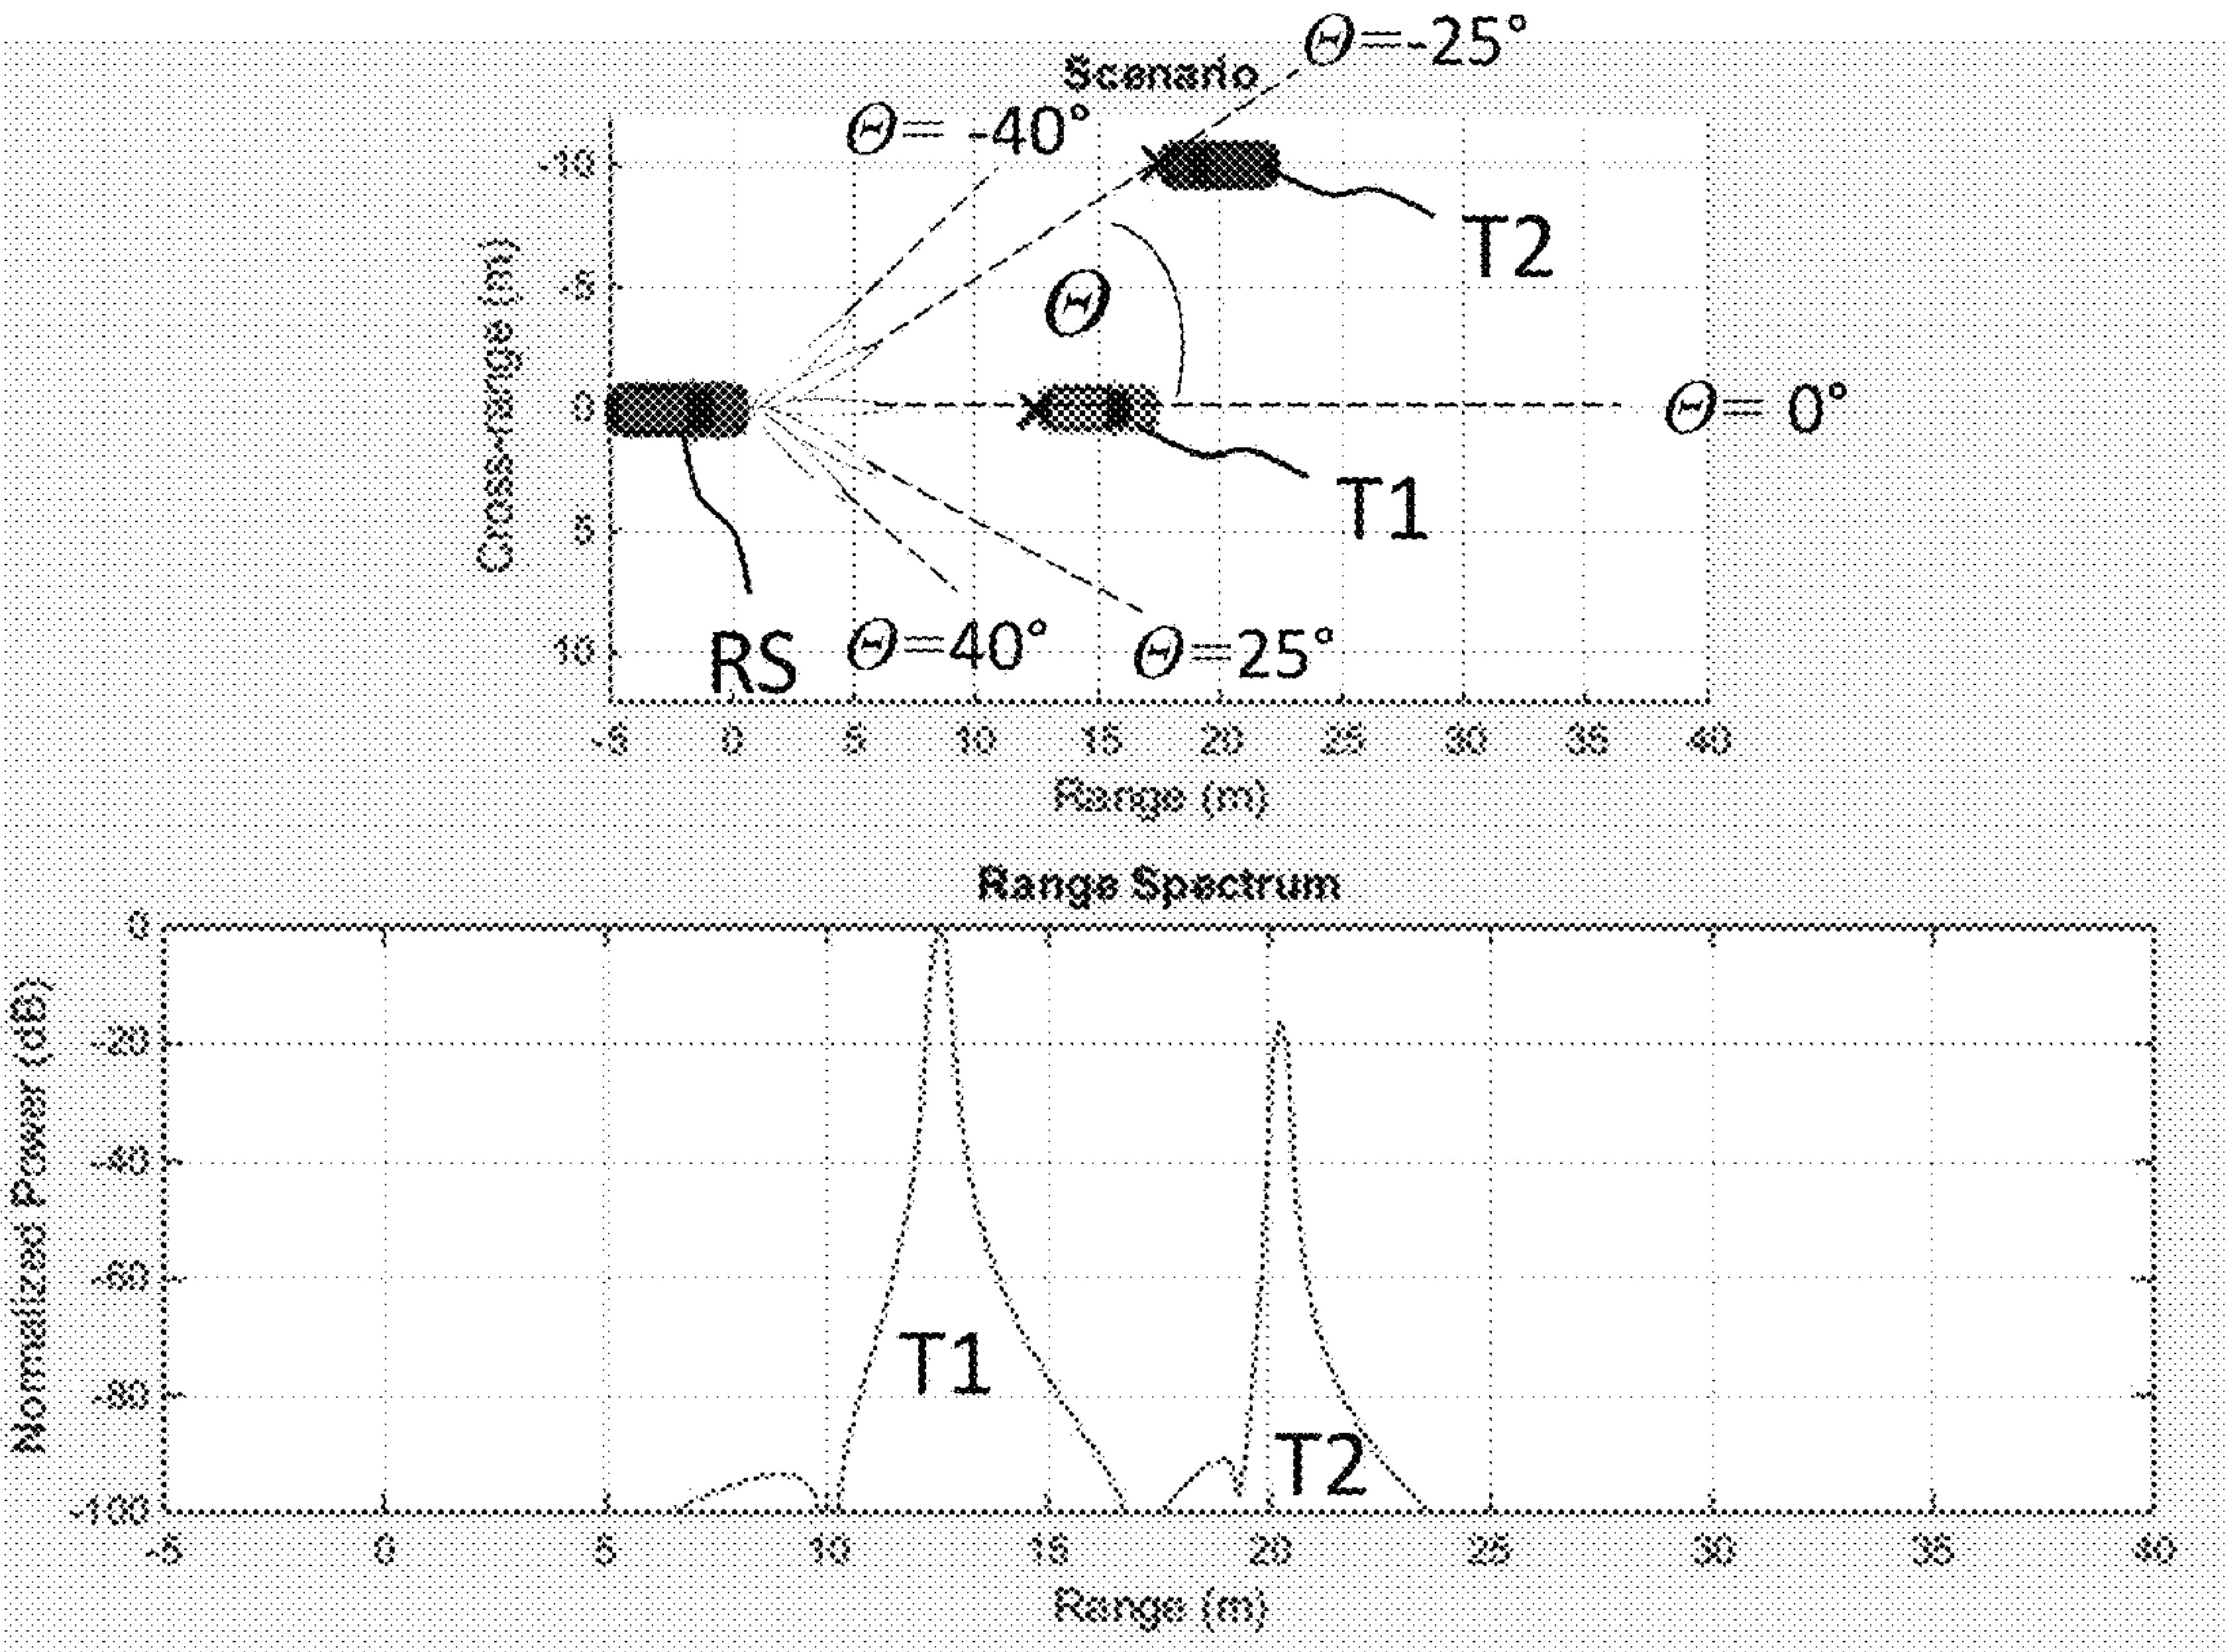 Θ=-25°
Scenario
Θ= -40°
-10
T2
-5
Θ
Cross-range (m)
0
Θ= 0°
T1
5
10
RS
Θ=40°
Θ=25°
-5 0 5 10 15 20 25 30 35 40
Range (m)
Range Spectrum
0
-20
-40
-60
-80
-100
Normalized Power (dB)
T1
T2
-5 0 5 10 15 20 25 30 35 40
Range (m)